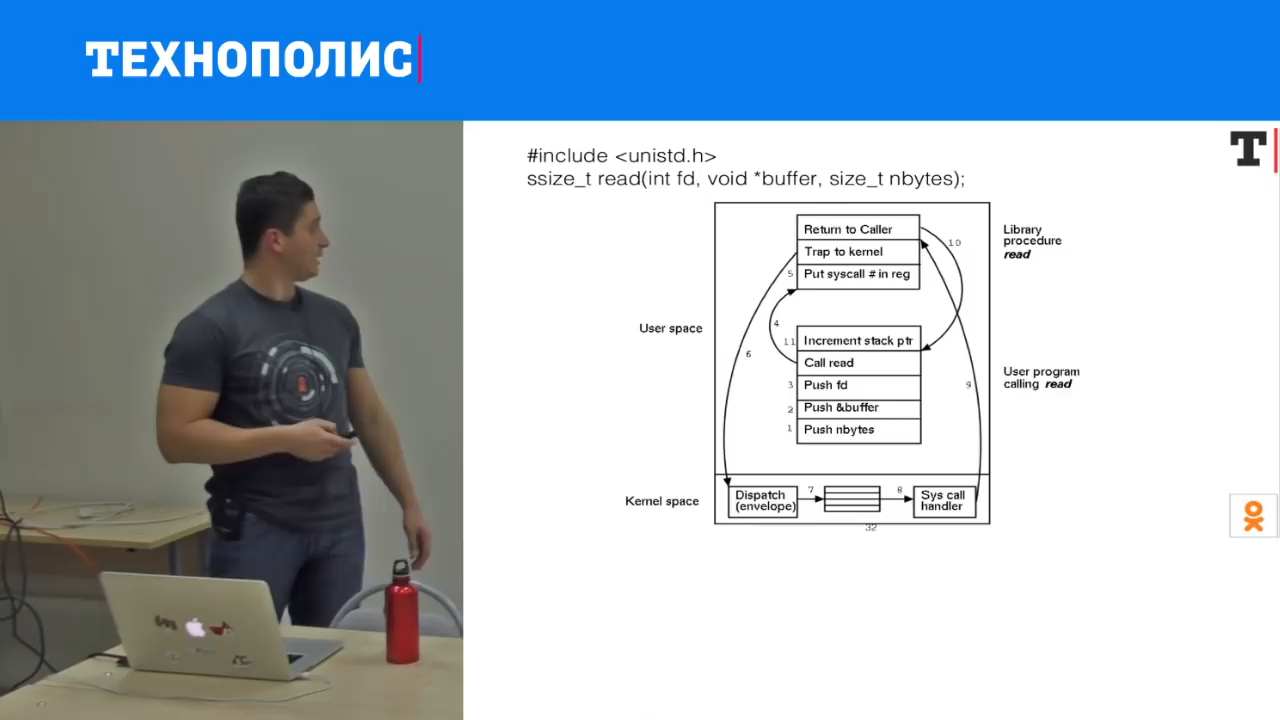 ТЕХНОПОЛИС
#include <unistd.h>
ssize_t read(int fd, void *buffer, size_t nbytes);
T
Return to Caller
Trap to kernel
5 Put syscall # in reg
10
Library
procedure
read
4
User space
6
11 Increment stack ptr
Call read
3 Push fd
2 Push &buffer
1 Push nbytes
9
User program
calling read
Kernel space
Dispatch
(envelope)
7
8
Sys call
handler
32